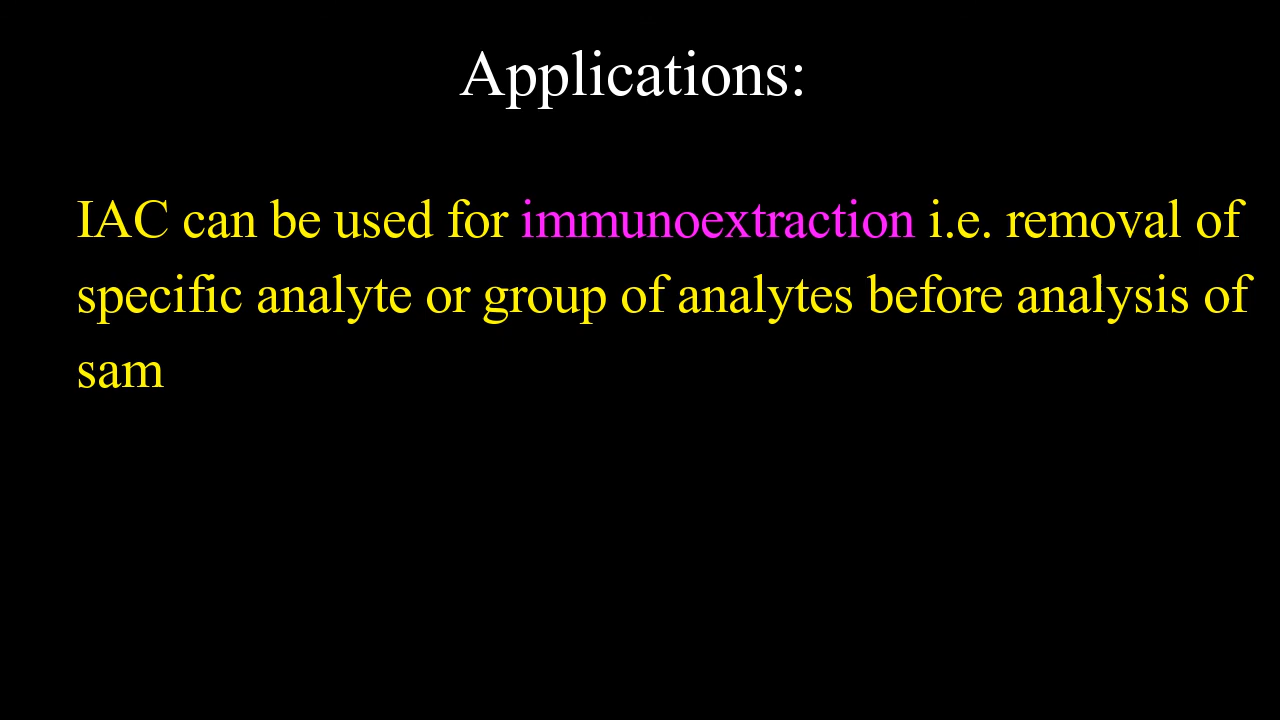 Applications:
IAC can be used for immunoextraction i.e. removal of
specific analyte or group of analytes before analysis of
sam